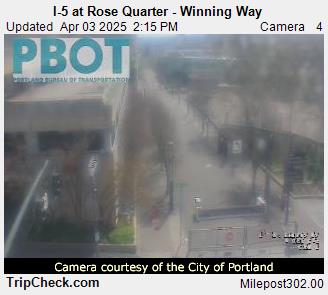 I-5 at Rose Quarter - Winning Way
Updated Apr 03 2025 2:15 PM Camera 4
PBOT
PORTLAND BUREAU OF TRANSPORTATION
Camera courtesy of the City of Portland
TripCheck.com Milepost302.00